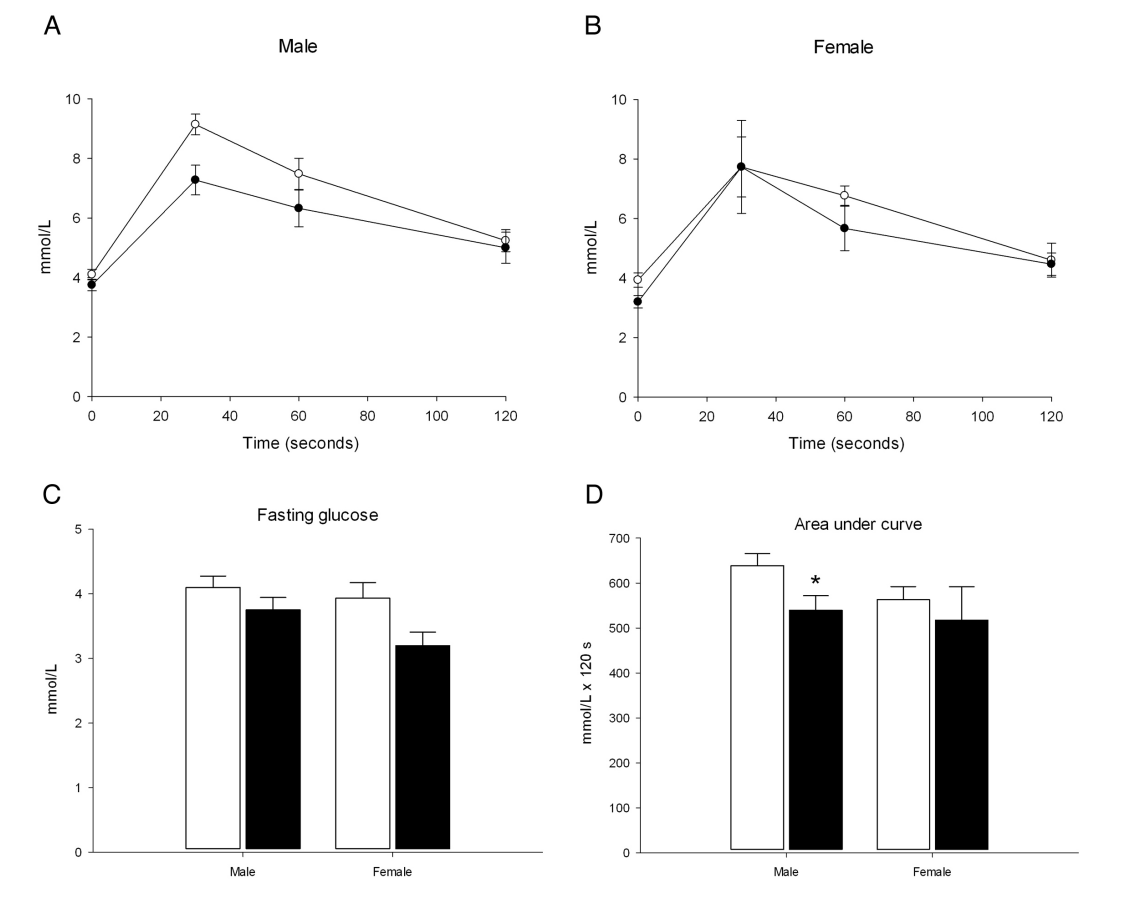 A
Male
mmol/L
10
8
6
4
2
0
0 20 40 60 80 100 120
Time (seconds)
B
Female
mmol/L
10
8
6
4
2
0
0 20 40 60 80 100 120
Time (seconds)
C
Fasting glucose
mmol/L
5
4
3
2
1
0
Male Female
D
Area under curve
mmol/L x 120 s
700
600
500
400
300
200
100
0
*
Male Female